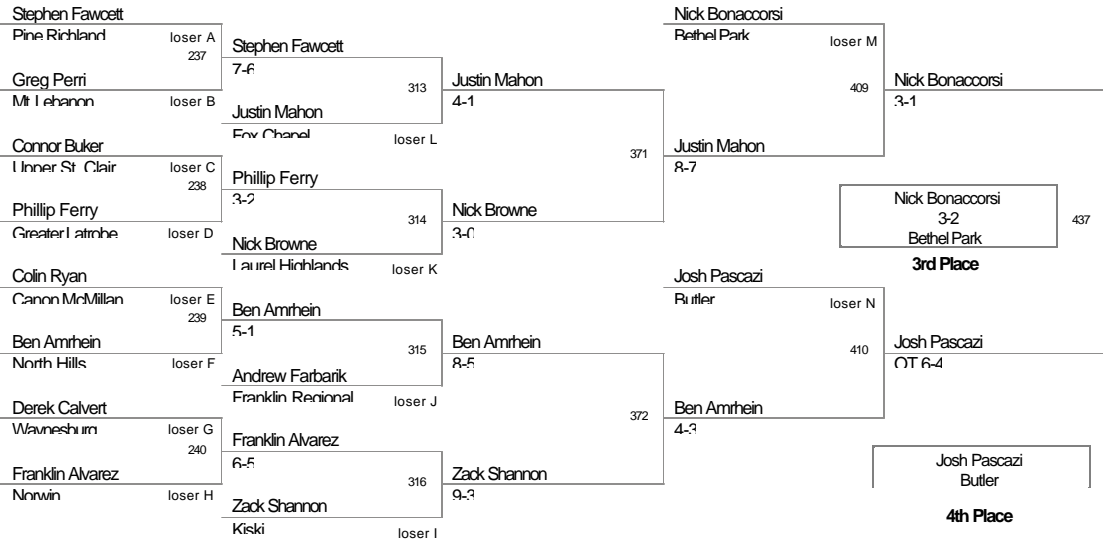 Stephen Fawcett
Pine Richland loser A
237
Greg Perri
Mt. Lebanon loser B
Connor Buker
Upper St. Clair loser C
238
Phillip Ferry
Greater Latrobe loser D
Colin Ryan
Canon McMillan loser E
239
Ben Amrhein
North Hills loser F
Derek Calvert
Waynesburg loser G
240
Franklin Alvarez
Norwin loser H
Stephen Fawcett
7-6
313
Justin Mahon
Fox Chapel loser L
Phillip Ferry
3-2
314
Nick Browne
Laurel Highlands loser K
Ben Amrhein
5-1
315
Andrew Farbarik
Franklin Regional loser J
Franklin Alvarez
6-5
316
Zack Shannon
Kiski loser I
Justin Mahon
4-1
371
Nick Browne
3-0
Ben Amrhein
8-5
372
Zack Shannon
9-3
Nick Bonaccorsi
Bethel Park loser M
409
Justin Mahon
8-7
Josh Pascazi
Butler loser N
410
Ben Amrhein
4-3
Nick Bonaccorsi
3-1
Nick Bonaccorsi
3-2
Bethel Park
437
3rd Place
Josh Pascazi
OT 6-4
Josh Pascazi
Butler
4th Place